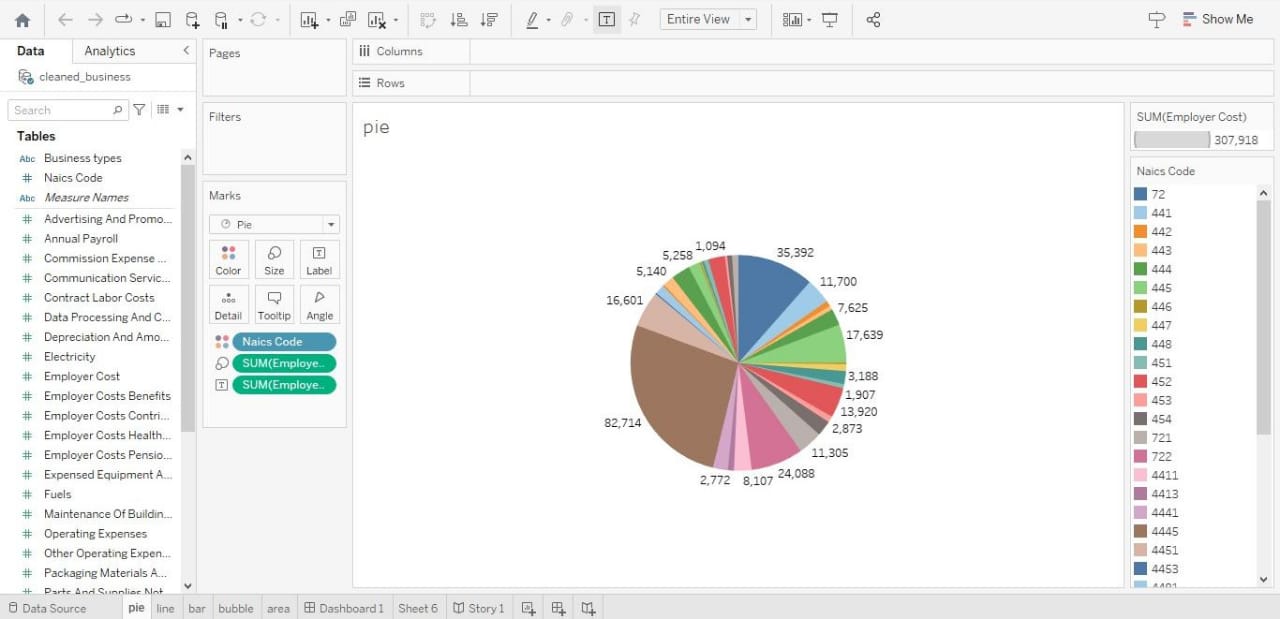 Entire View
Show Me
Data
Analytics
cleaned_business
Search
Tables
Abc Business types
# Naics Code
Abc Measure Names
# Advertising And Promo...
# Annual Payroll
# Commission Expense ...
# Communication Servic...
# Contract Labor Costs
# Data Processing And C...
# Depreciation And Amo...
# Electricity
# Employer Cost
# Employer Costs Benefits
# Employer Costs Contri...
# Employer Costs Health...
# Employer Costs Pensio...
# Expensed Equipment A...
# Fuels
# Maintenance Of Buildin...
# Operating Expenses
# Other Operating Expen...
# Packaging Materials A...
# Parts And Supplies Not
Pages
Filters
Marks
Pie
Color Size Label
Detail Tooltip Angle
Naics Code
SUM(Employe..
SUM(Employe..
Columns
Rows
pie
1,094
5,258
35,392
5,140
11,700
16,601
7,625
17,639
3,188
1,907
13,920
82,714
2,873
11,305
2,772
8,107
24,088
SUM(Employer Cost)
307,918
Naics Code
72
441
442
443
444
445
446
447
448
451
452
453
454
721
722
4411
4413
4441
4445
4451
4453
Data Source pie line bar bubble area Dashboard 1 Sheet 6 Story 1